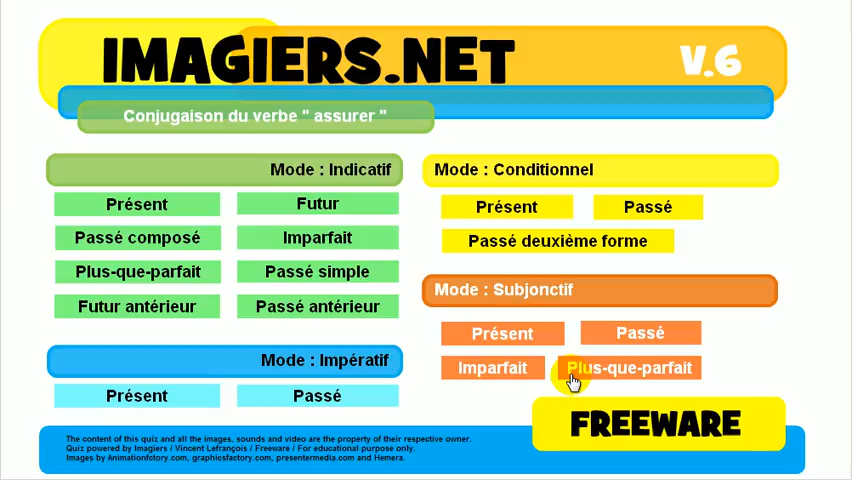 IMAGIERS.NET
V.6
Conjugaison du verbe " assurer "
Mode : Indicatif
Présent
Futur
Passé composé
Imparfait
Plus-que-parfait
Passé simple
Futur antérieur
Passé antérieur
Mode : Impératif
Présent
Passé
Mode : Conditionnel
Présent
Passé
Passé deuxième forme
Mode : Subjonctif
Présent
Passé
Imparfait
Plus-que-parfait
FREEWARE
The content of this quiz and all the images, sounds and video are the property of their respective owner.
Quiz powered by Imagiers / Vincent Lefrançois / Freeware / For educational purpose only.
Images by Animationfctory.com, graphicsfactory.com, presentermedia.com and Hemera.